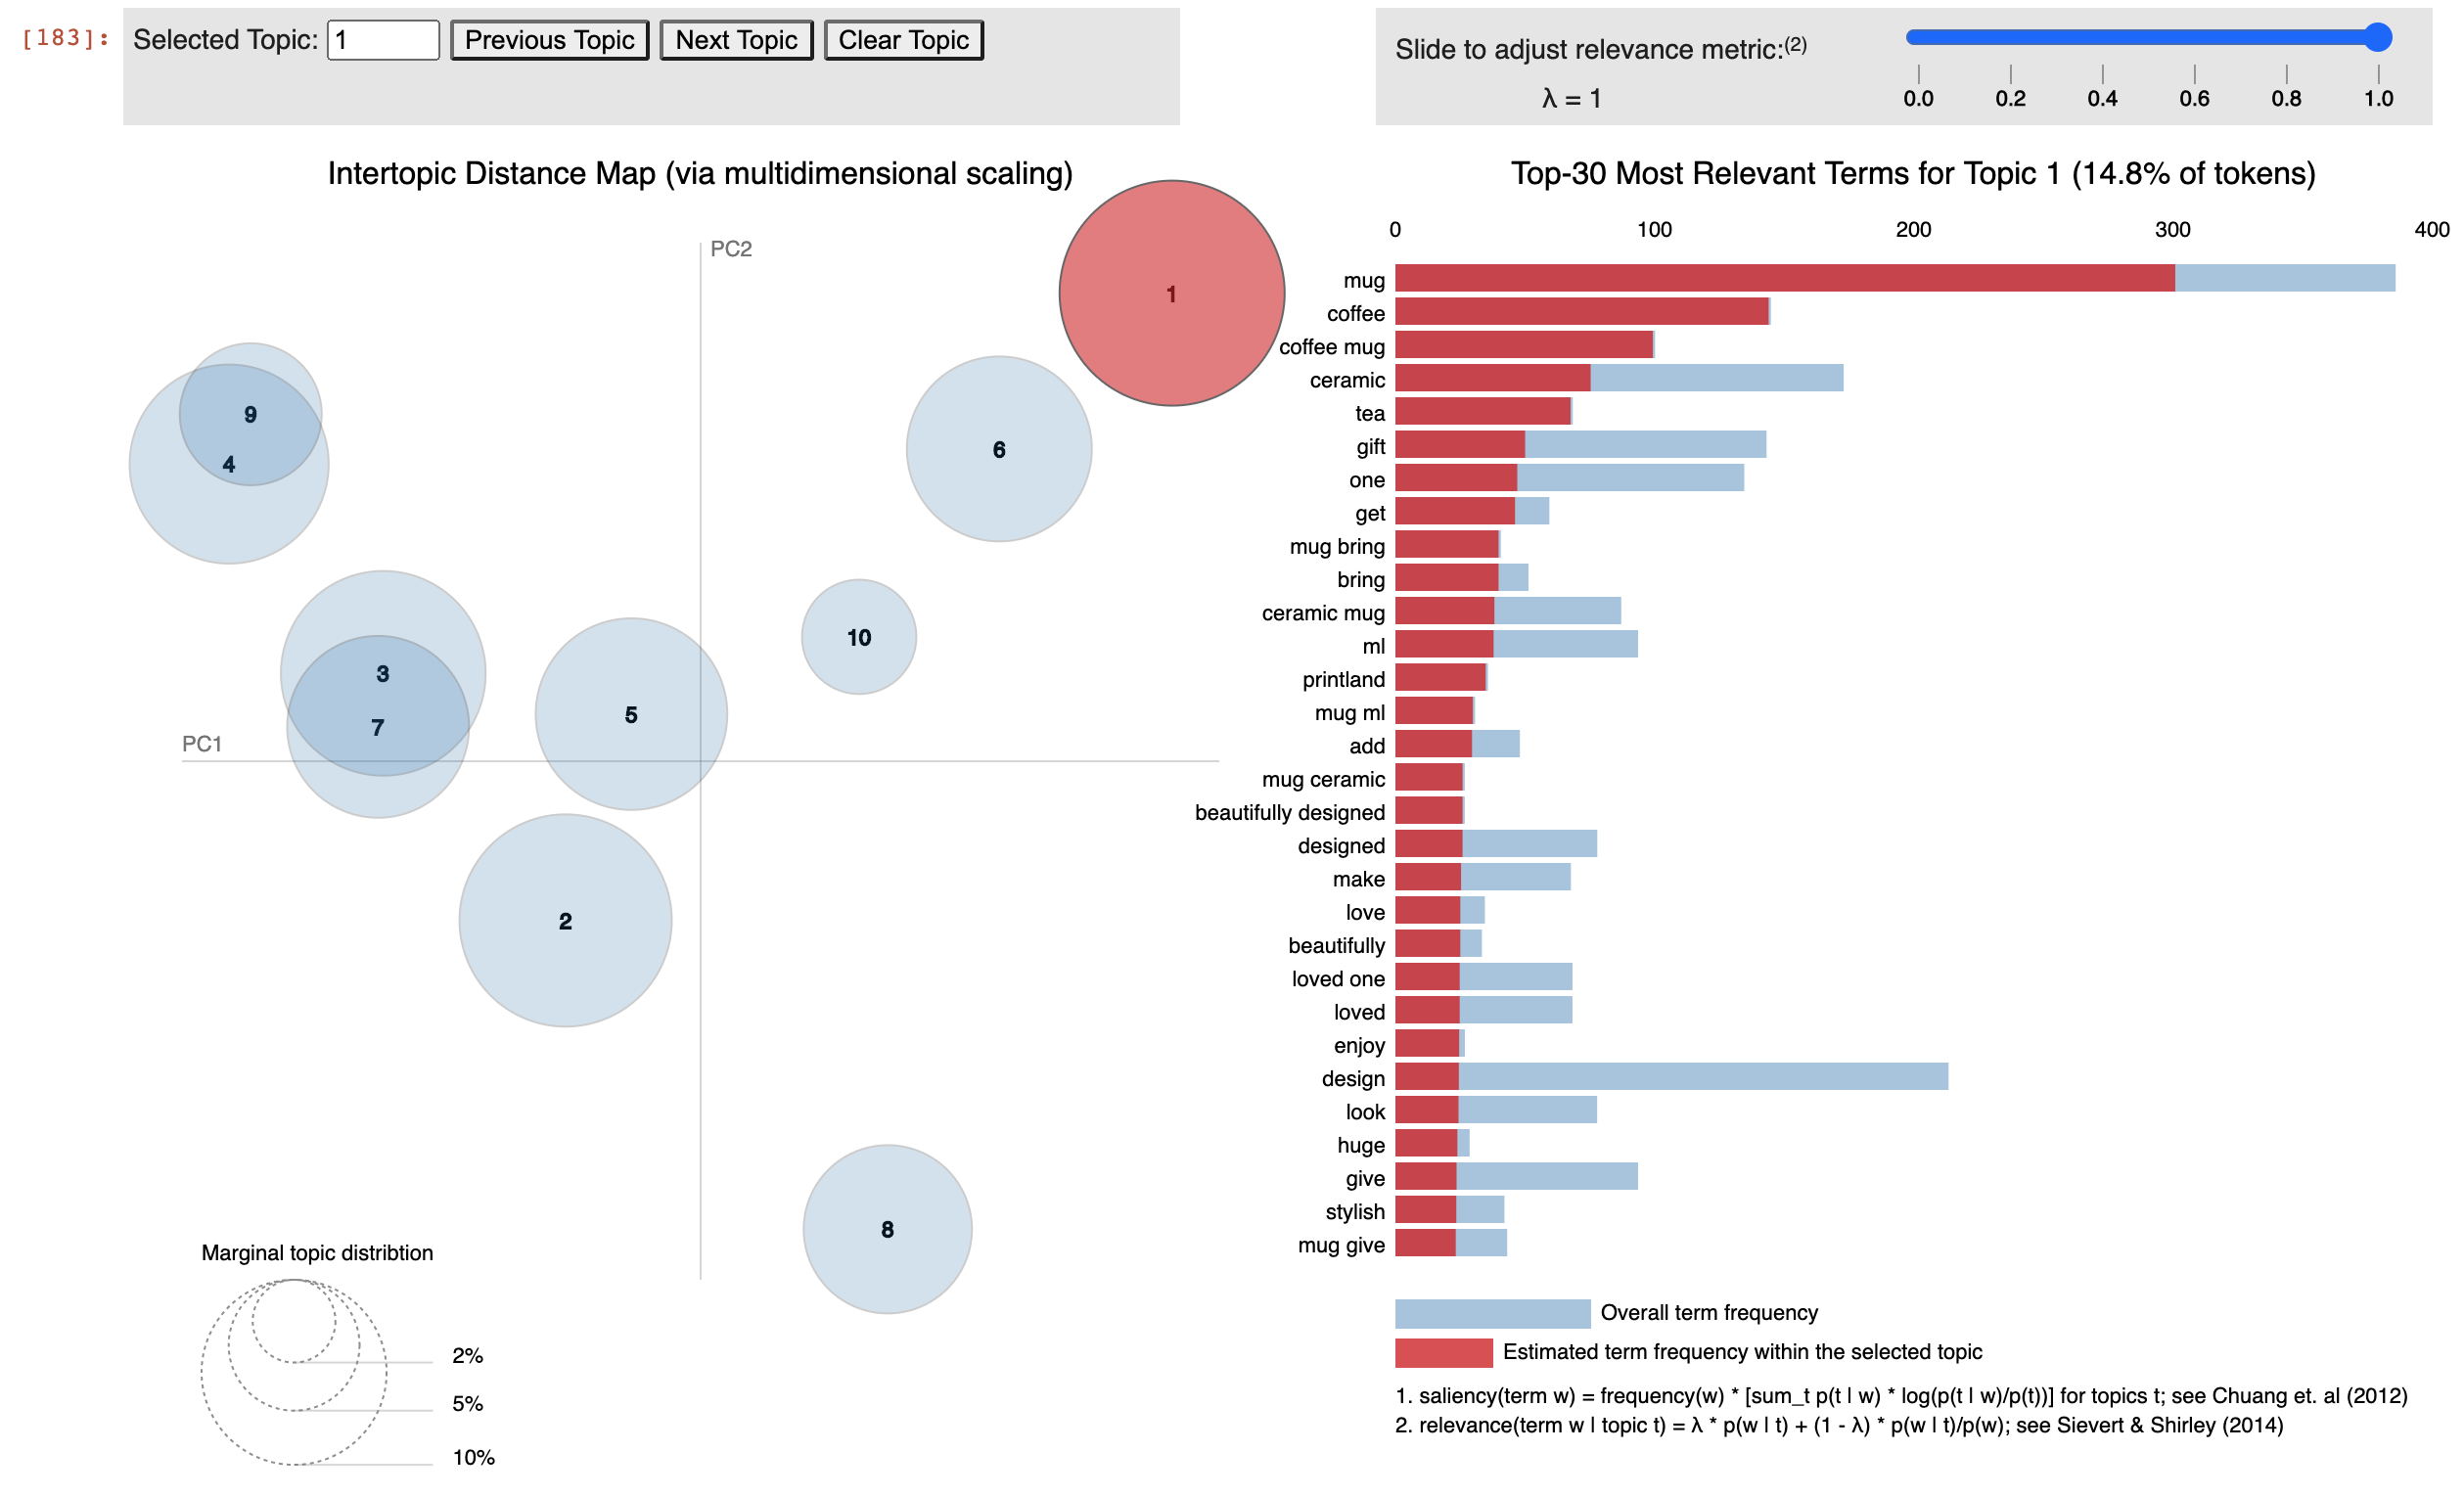 [183]:
Selected Topic: 1 Previous Topic Next Topic Clear Topic
Slide to adjust relevance metric:(2)
λ = 1
0.0 0.2 0.4 0.6 0.8 1.0
Intertopic Distance Map (via multidimensional scaling)
PC2
PC1
1
6
9
4
10
3
7
5
2
8
Marginal topic distribtion
2%
5%
10%
Top-30 Most Relevant Terms for Topic 1 (14.8% of tokens)
0 100 200 300 400
mug
coffee
coffee mug
ceramic
tea
gift
one
get
mug bring
bring
ceramic mug
ml
printland
mug ml
add
mug ceramic
beautifully designed
designed
make
love
beautifully
loved one
loved
enjoy
design
look
huge
give
stylish
mug give
Overall term frequency
Estimated term frequency within the selected topic
1. saliency(term w) = frequency(w) * [sum_t p(t | w) * log(p(t | w)/p(t))] for topics t; see Chuang et. al (2012)
2. relevance(term w | topic t) = λ * p(w | t) + (1 - λ) * p(w | t)/p(w); see Sievert & Shirley (2014)